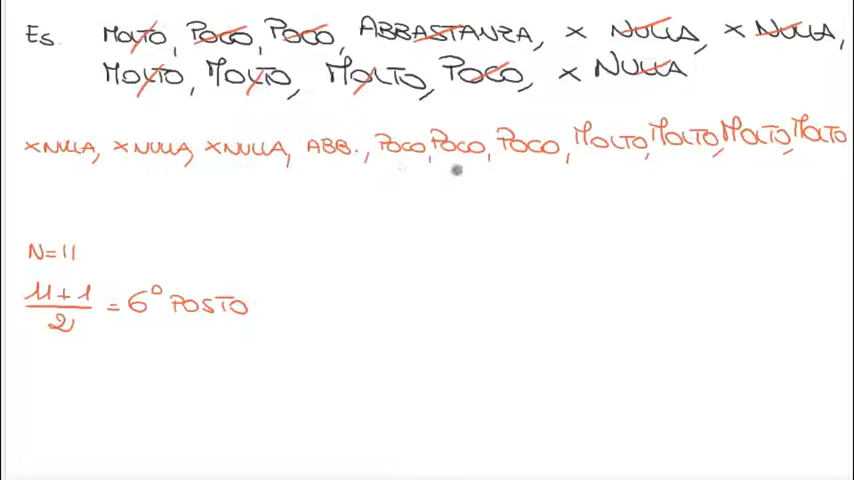 Es. MOLTO, POCO, POCO, ABBASTANZA, × NULLA, × NULLA,
MOLTO, MOLTO, MOLTO, POCO, × NULLA
×NULLA, ×NULLA, ×NULLA, ABB., POCO, POCO, POCO, MOLTO, MOLTO, MOLTO, MOLTO
N=11
11+1
= 6° POSTO
2